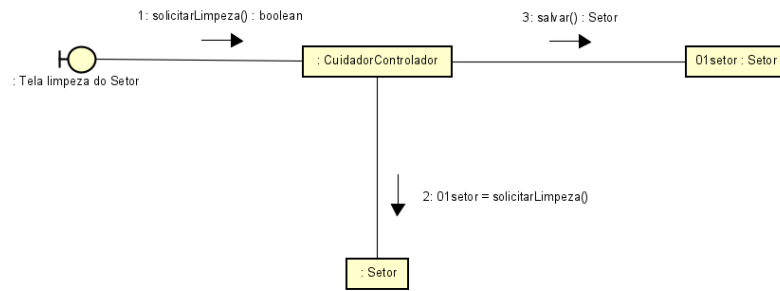 1: solicitarLimpeza() : boolean
3: salvar() : Setor
: Tela limpeza do Setor
: CuidadorControlador
01setor : Setor
2: 01setor = solicitarLimpeza()
: Setor